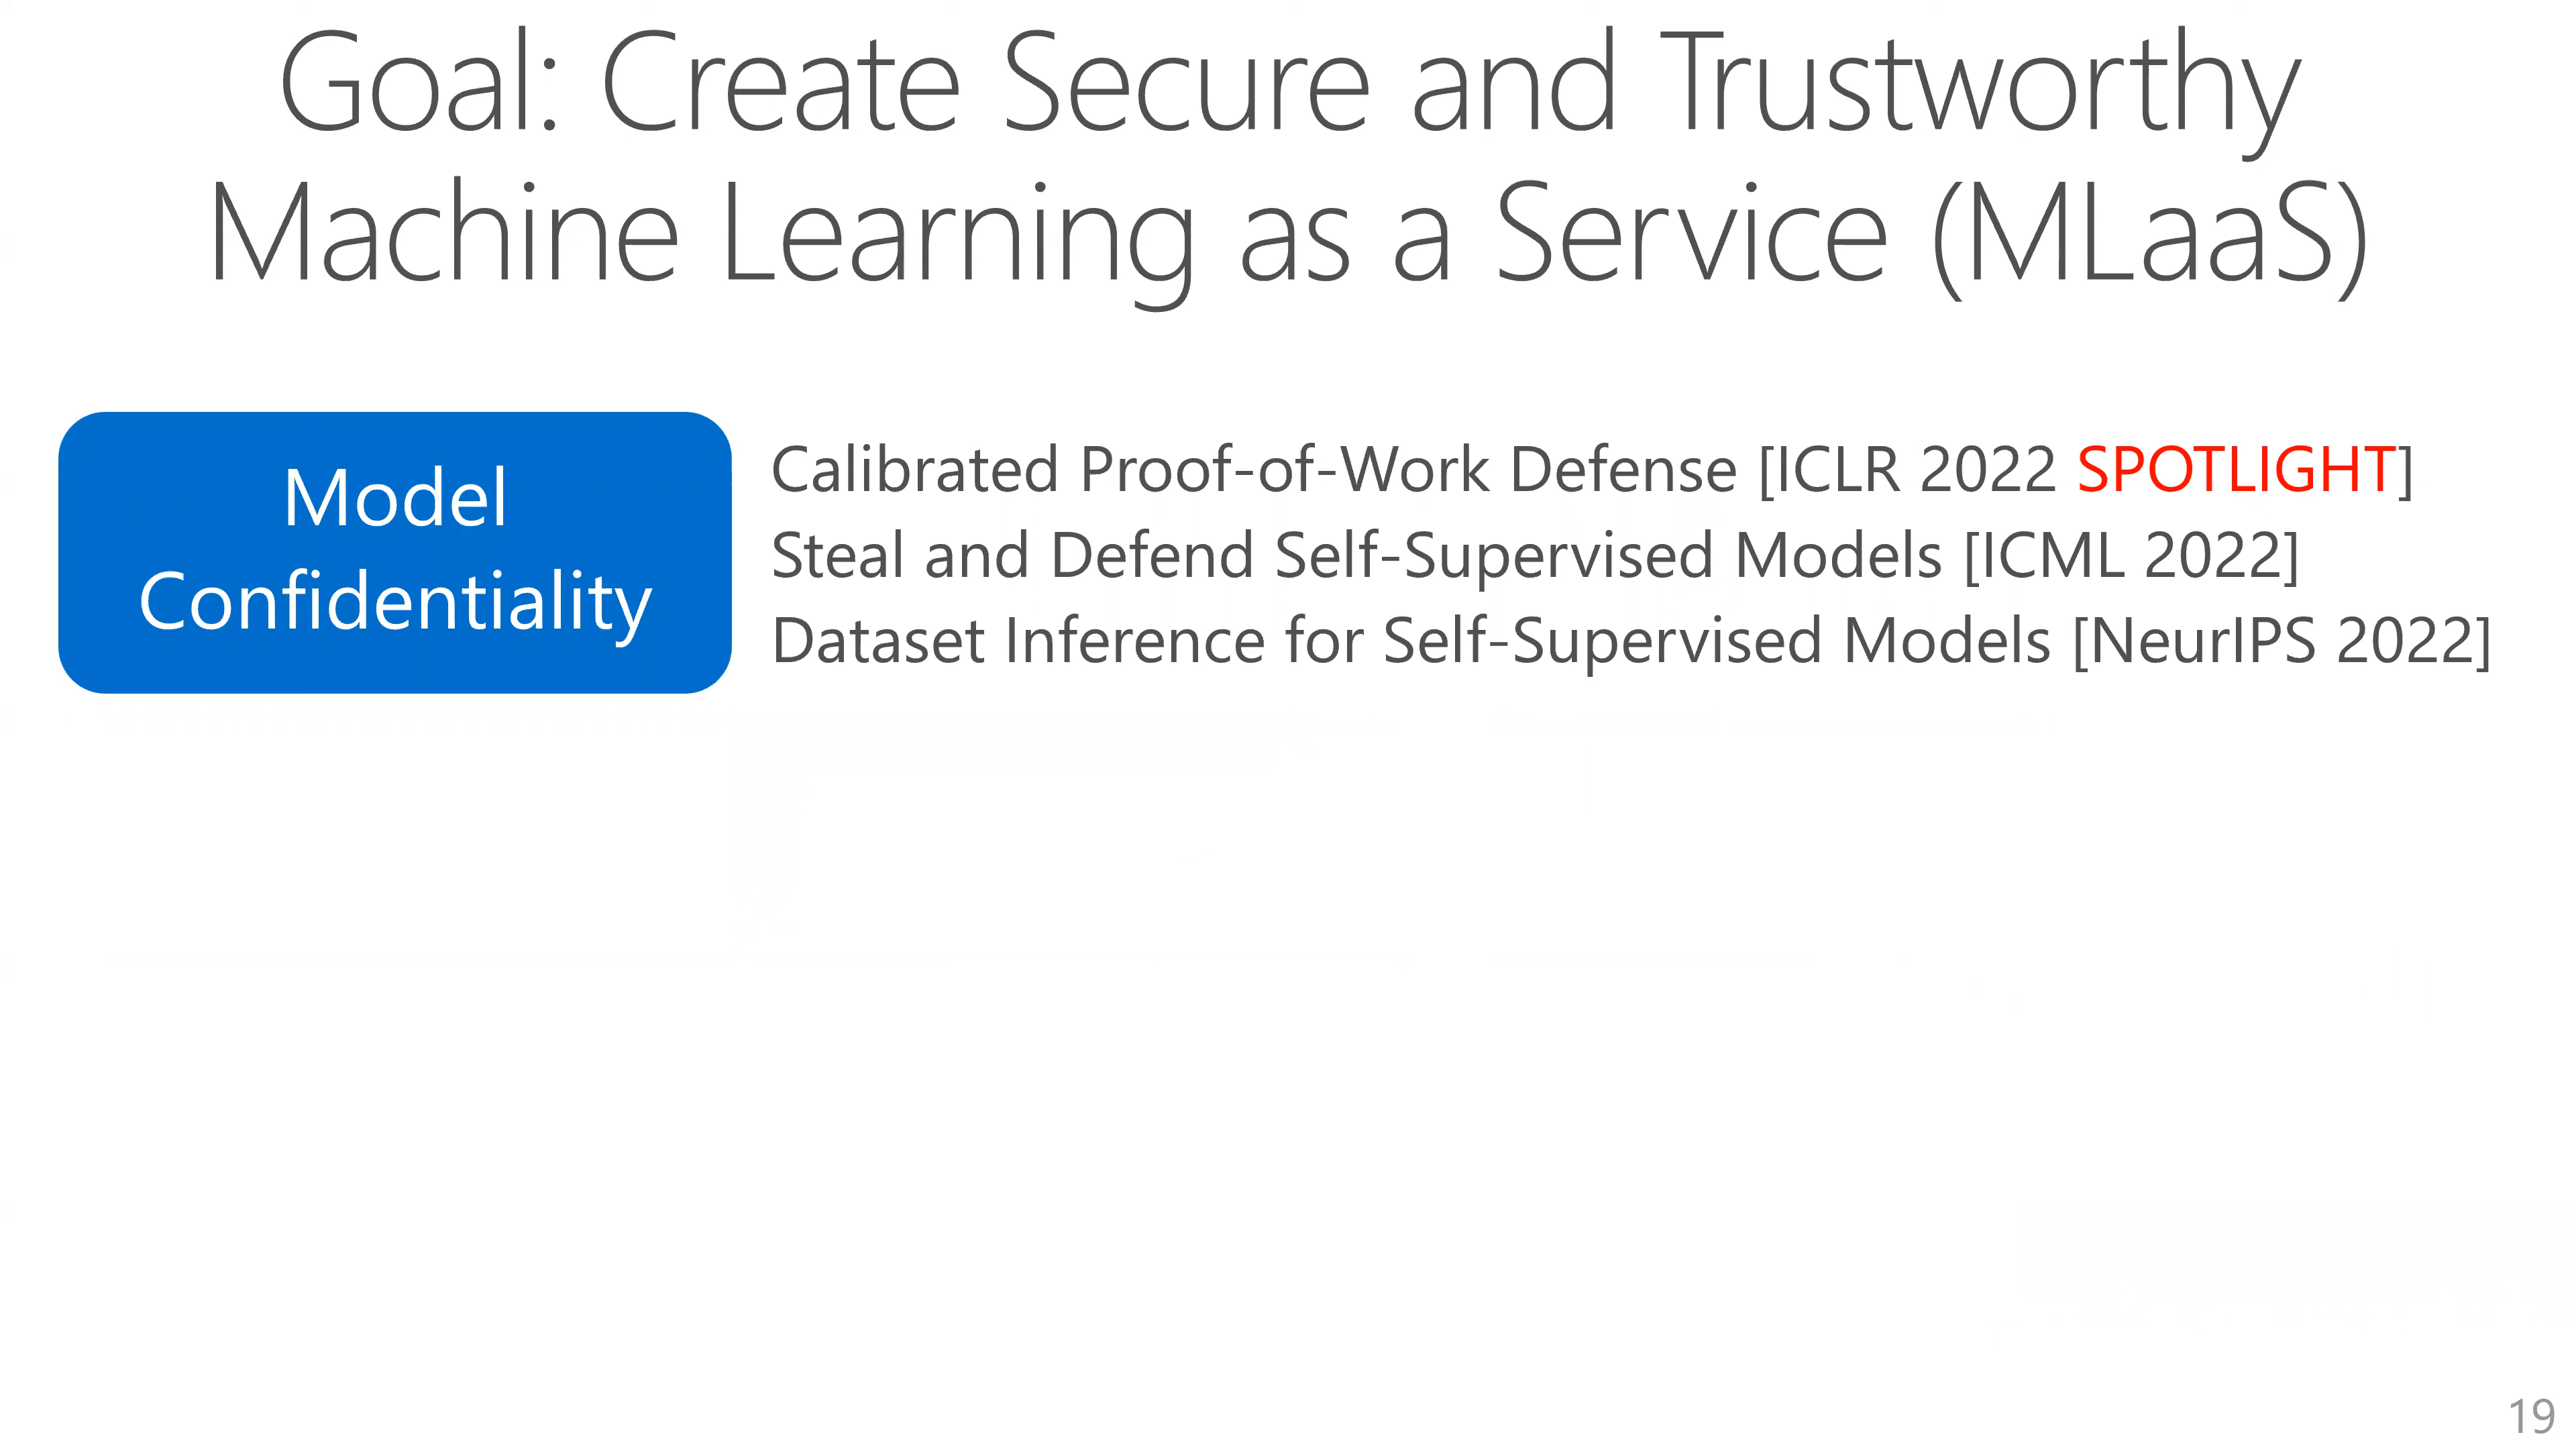 Goal: Create Secure and Trustworthy
Machine Learning as a Service (MLaaS)
Model
Confidentiality
Calibrated Proof-of-Work Defense [ICLR 2022 SPOTLIGHT]
Steal and Defend Self-Supervised Models [ICML 2022]
Dataset Inference for Self-Supervised Models [NeurIPS 2022]
19